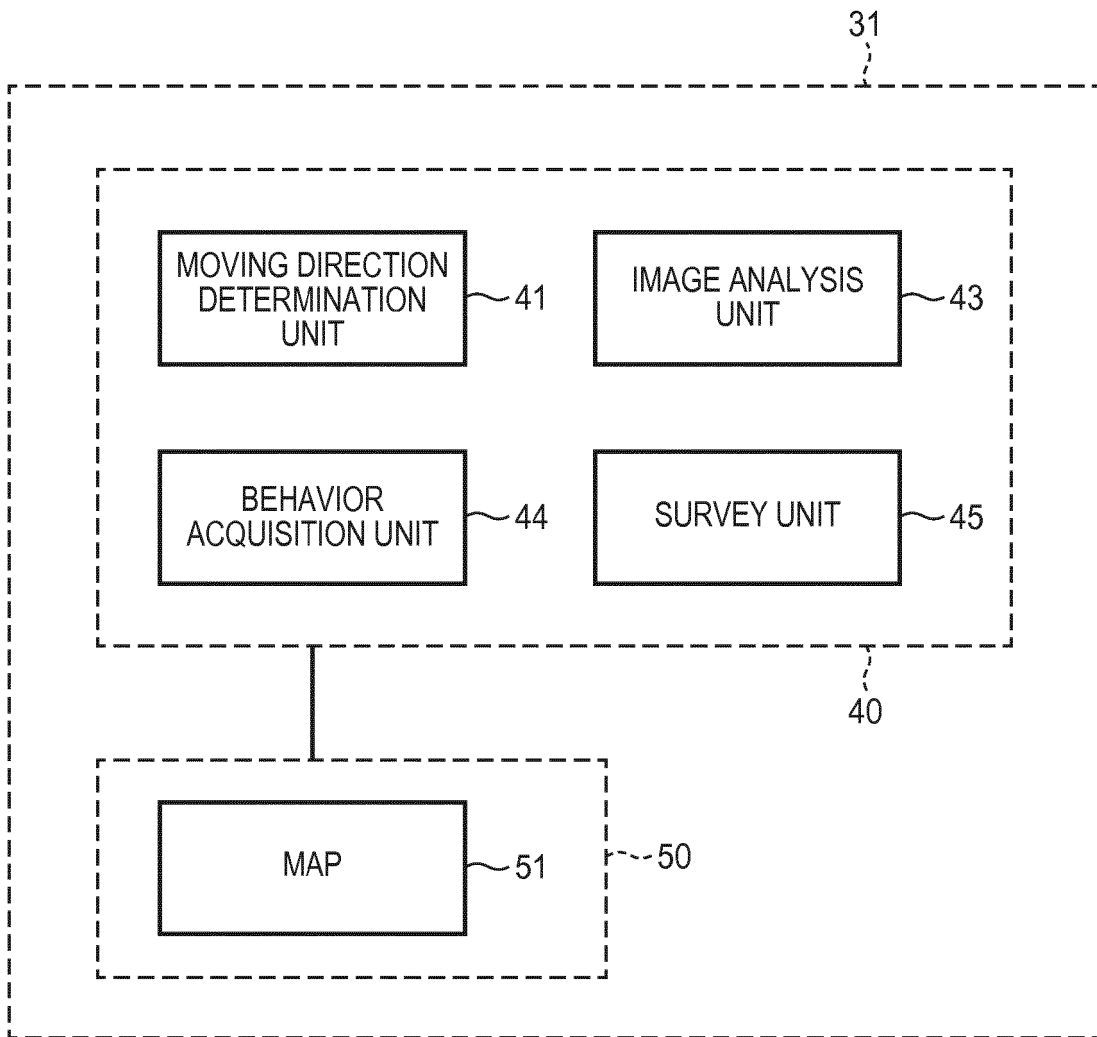 31
MOVING DIRECTION
DETERMINATION
UNIT
41
IMAGE ANALYSIS
UNIT
43
BEHAVIOR
ACQUISITION UNIT
44
SURVEY UNIT
45
40
MAP
51
50